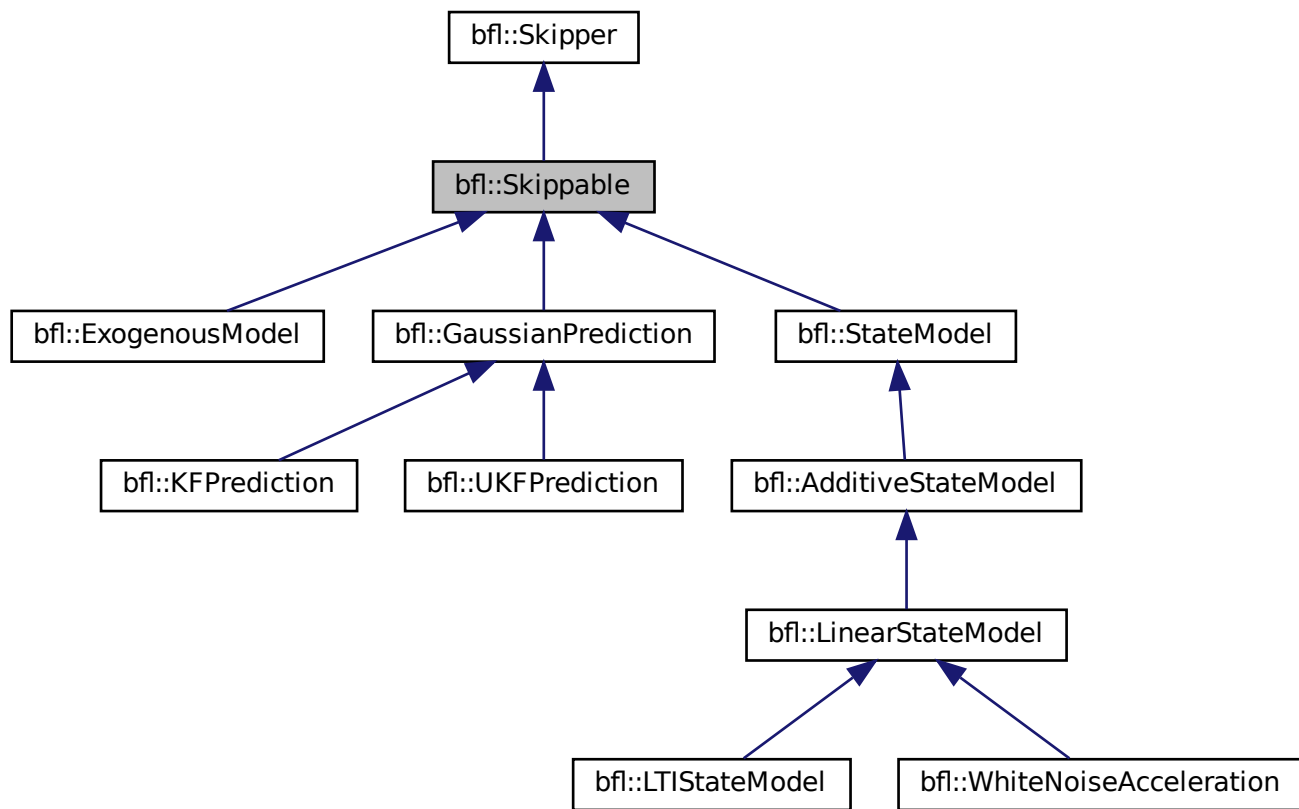 bfl::Skipper
bfl::Skippable
bfl::ExogenousModel
bfl::GaussianPrediction
bfl::StateModel
bfl::KFPrediction
bfl::UKFPrediction
bfl::AdditiveStateModel
bfl::LinearStateModel
bfl::LTIStateModel
bfl::WhiteNoiseAcceleration